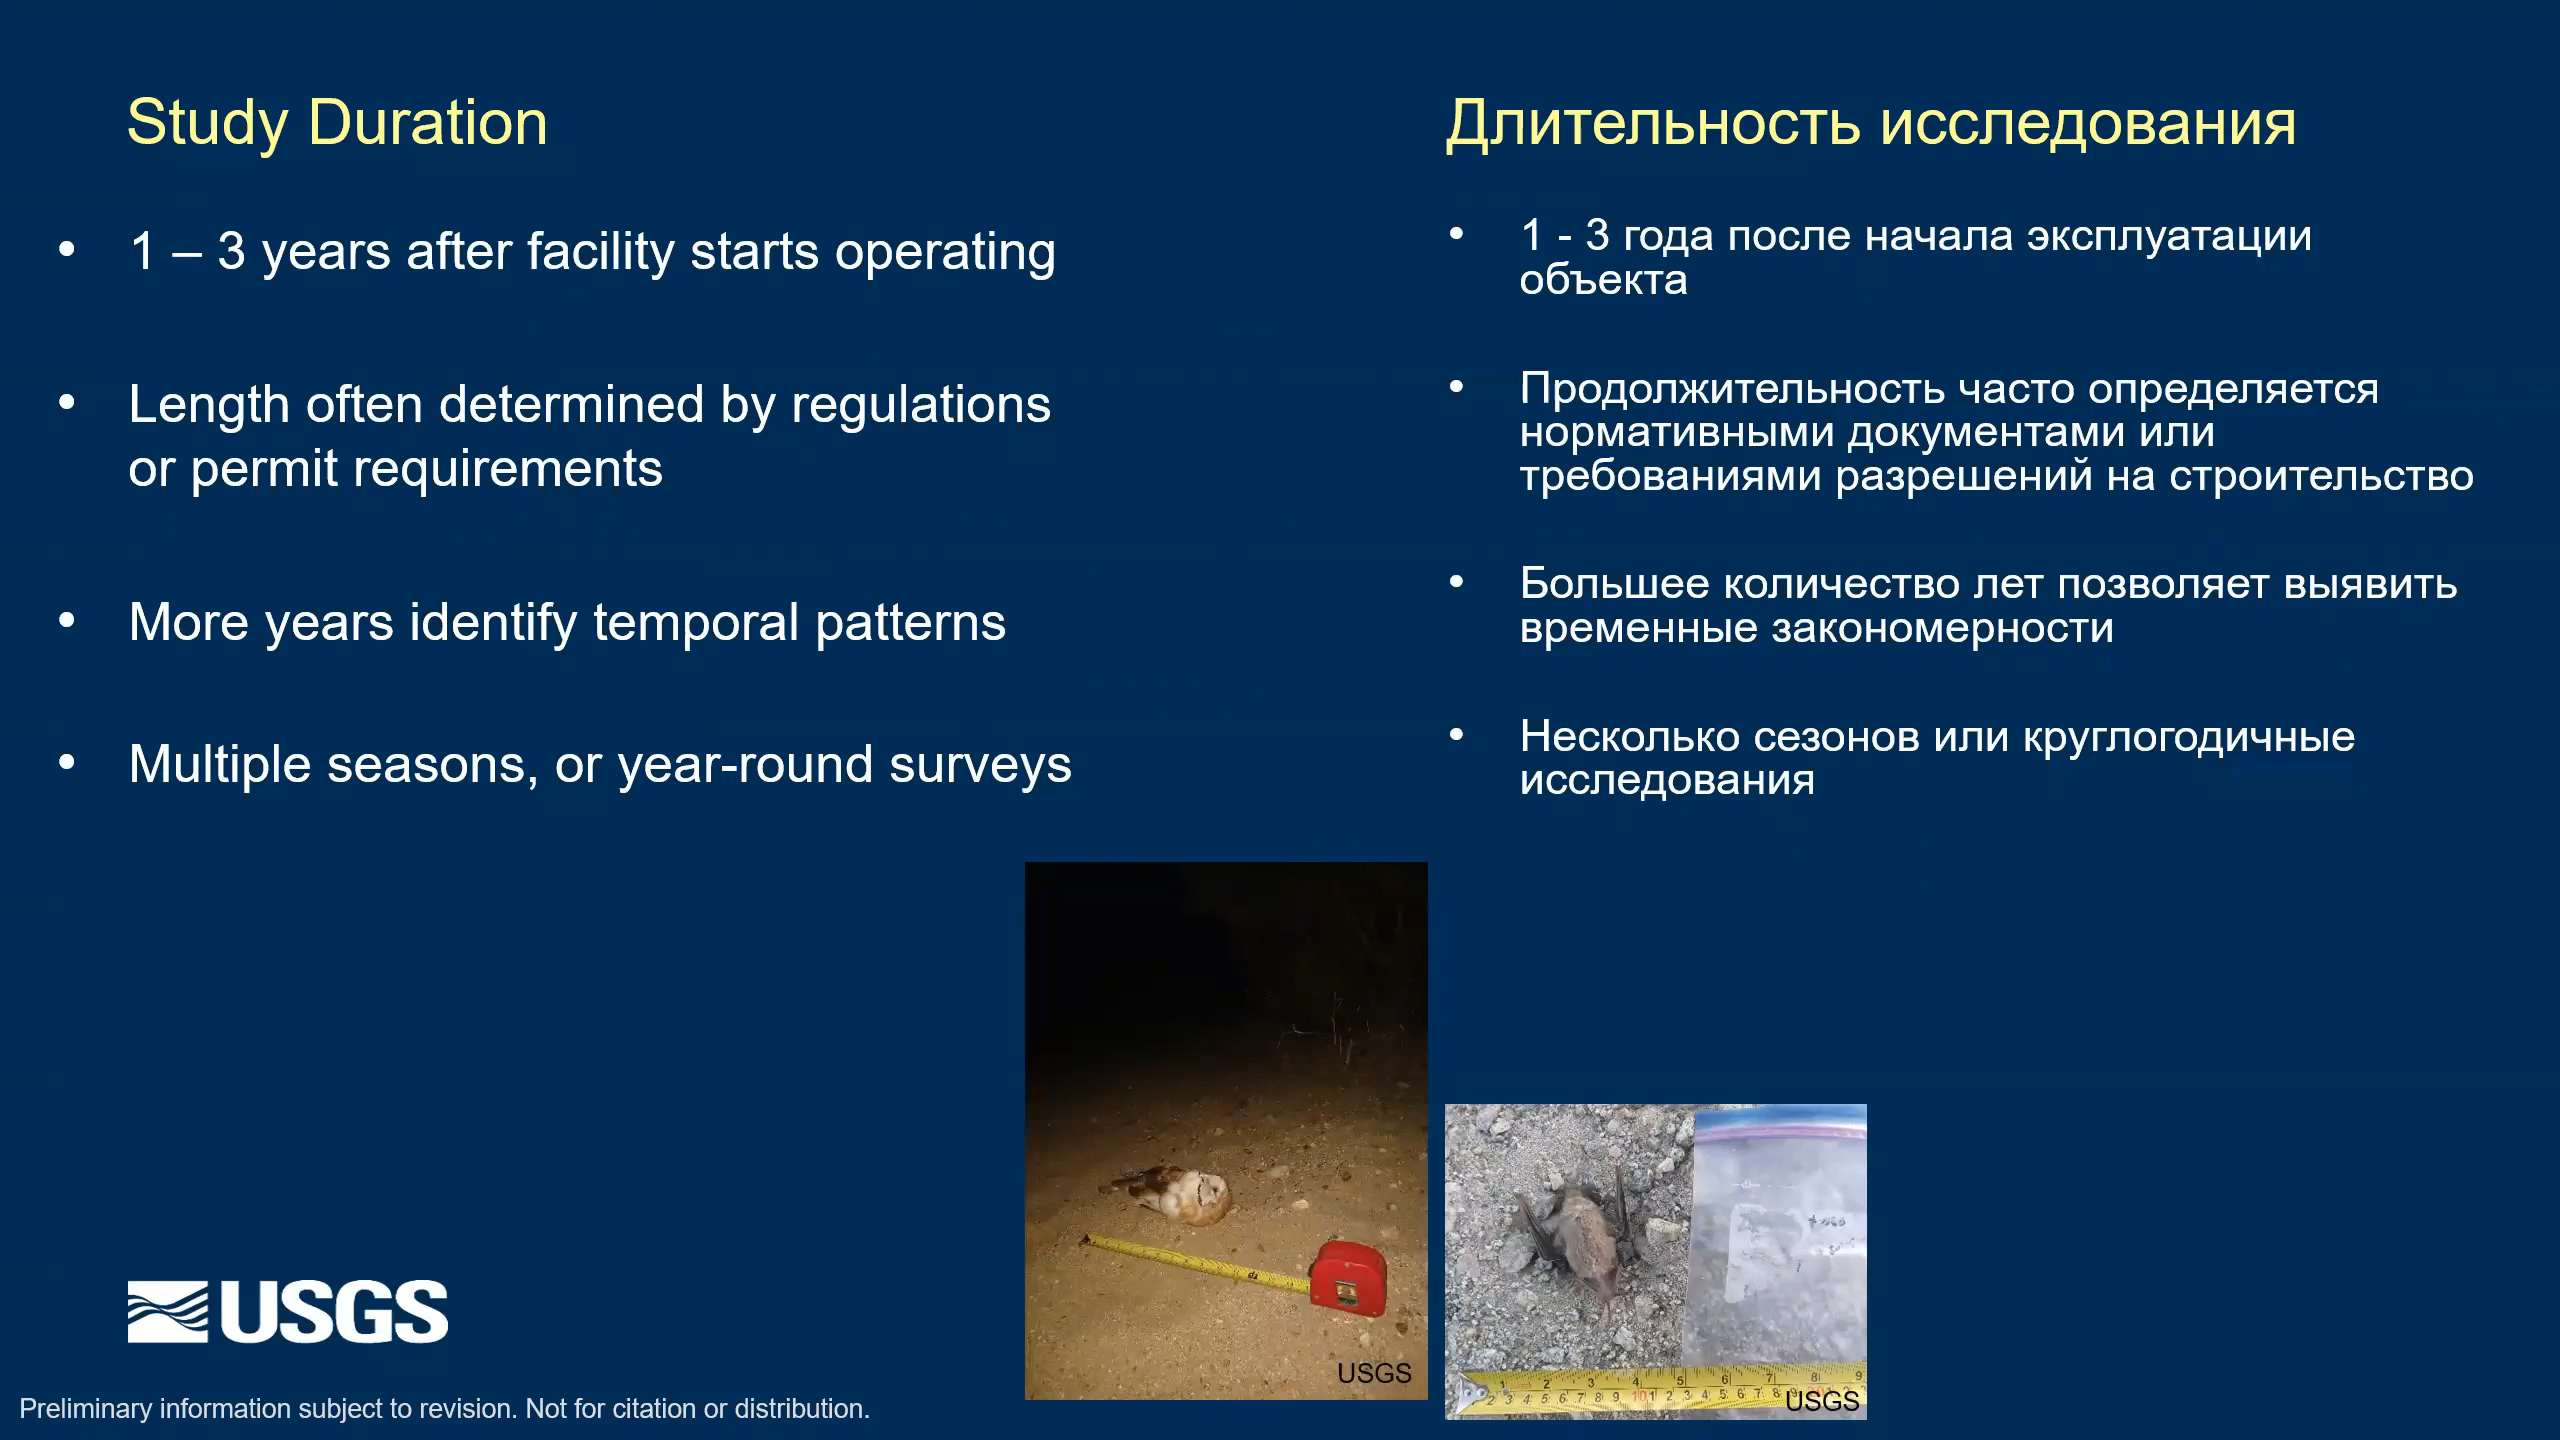 Study Duration
• 1 – 3 years after facility starts operating
• Length often determined by regulations
or permit requirements
• More years identify temporal patterns
• Multiple seasons, or year-round surveys
Длительность исследования
• 1 - 3 года после начала эксплуатации
объекта
• Продолжительность часто определяется
нормативными документами или
требованиями разрешений на строительство
• Большее количество лет позволяет выявить
временные закономерности
• Несколько сезонов или круглогодичные
исследования
USGS
USGS
USGS
Preliminary information subject to revision. Not for citation or distribution.